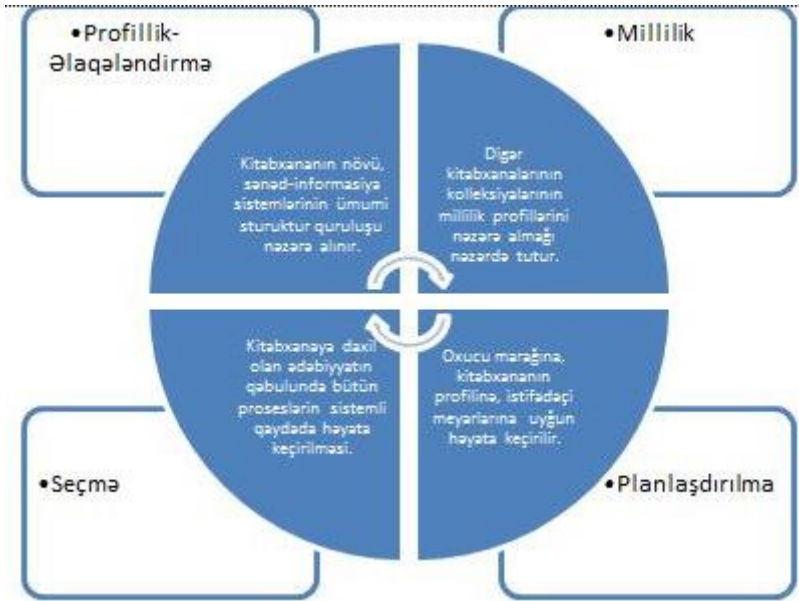 •Profillik-
Əlaqələndirmə
•Millilik
Kitabxananın növü,
sənəd-informasiya
sistemlərinin ümumi
sturuktur quruluşu
nəzərə alınır.
Digər
kitabxanalarının
kolleksiyalarının
millilik profillərini
nəzərə almağı
nəzərdə tutur.
Kitabxanaya daxil
olan ədəbiyyatın
qəbulunda bütün
proseslərin sistemli
qaydada həyata
keçirilməsi.
Oxucu marağına,
kitabxananın
profilinə, istifadəçi
meyarlarına uyğun
həyata keçirilir.
•Seçmə
•Planlaşdırılma